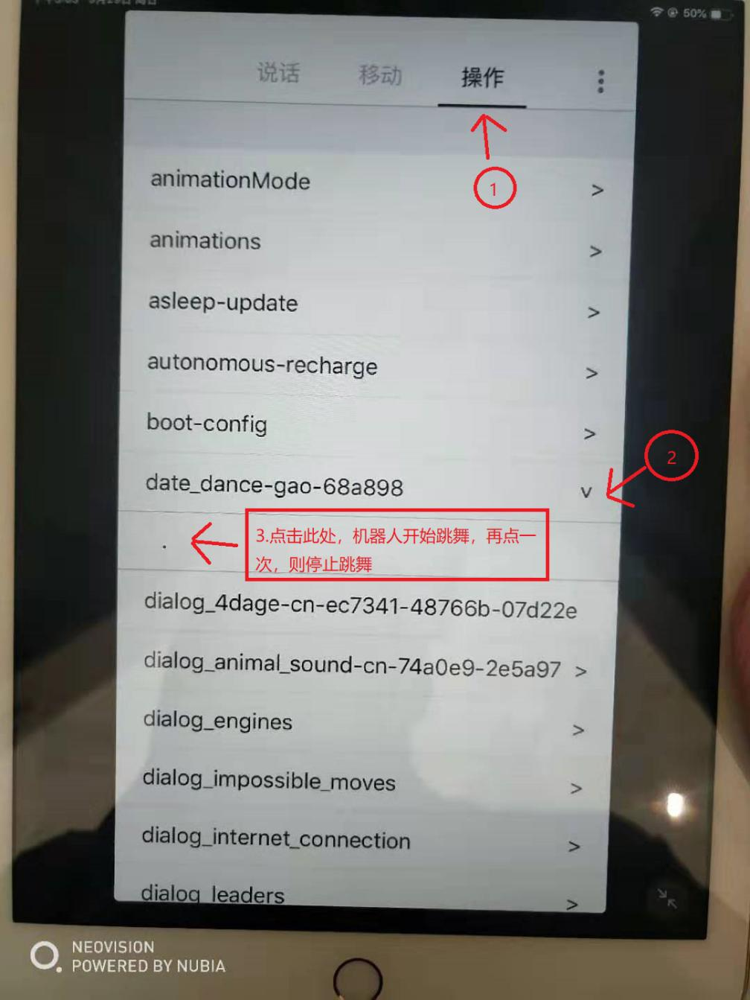 50%
说话 移动 操作
1
animationMode >
animations >
asleep-update >
autonomous-recharge >
boot-config >
2
date_dance-gao-68a898 v
.
3.点击此处，机器人开始跳舞，再点一
次，则停止跳舞
dialog_4dage-cn-ec7341-48766b-07d22e
dialog_animal_sound-cn-74a0e9-2e5a97 >
dialog_engines >
dialog_impossible_moves >
dialog_internet_connection >
dialog_leaders >
NEOVISION
POWERED BY NUBIA